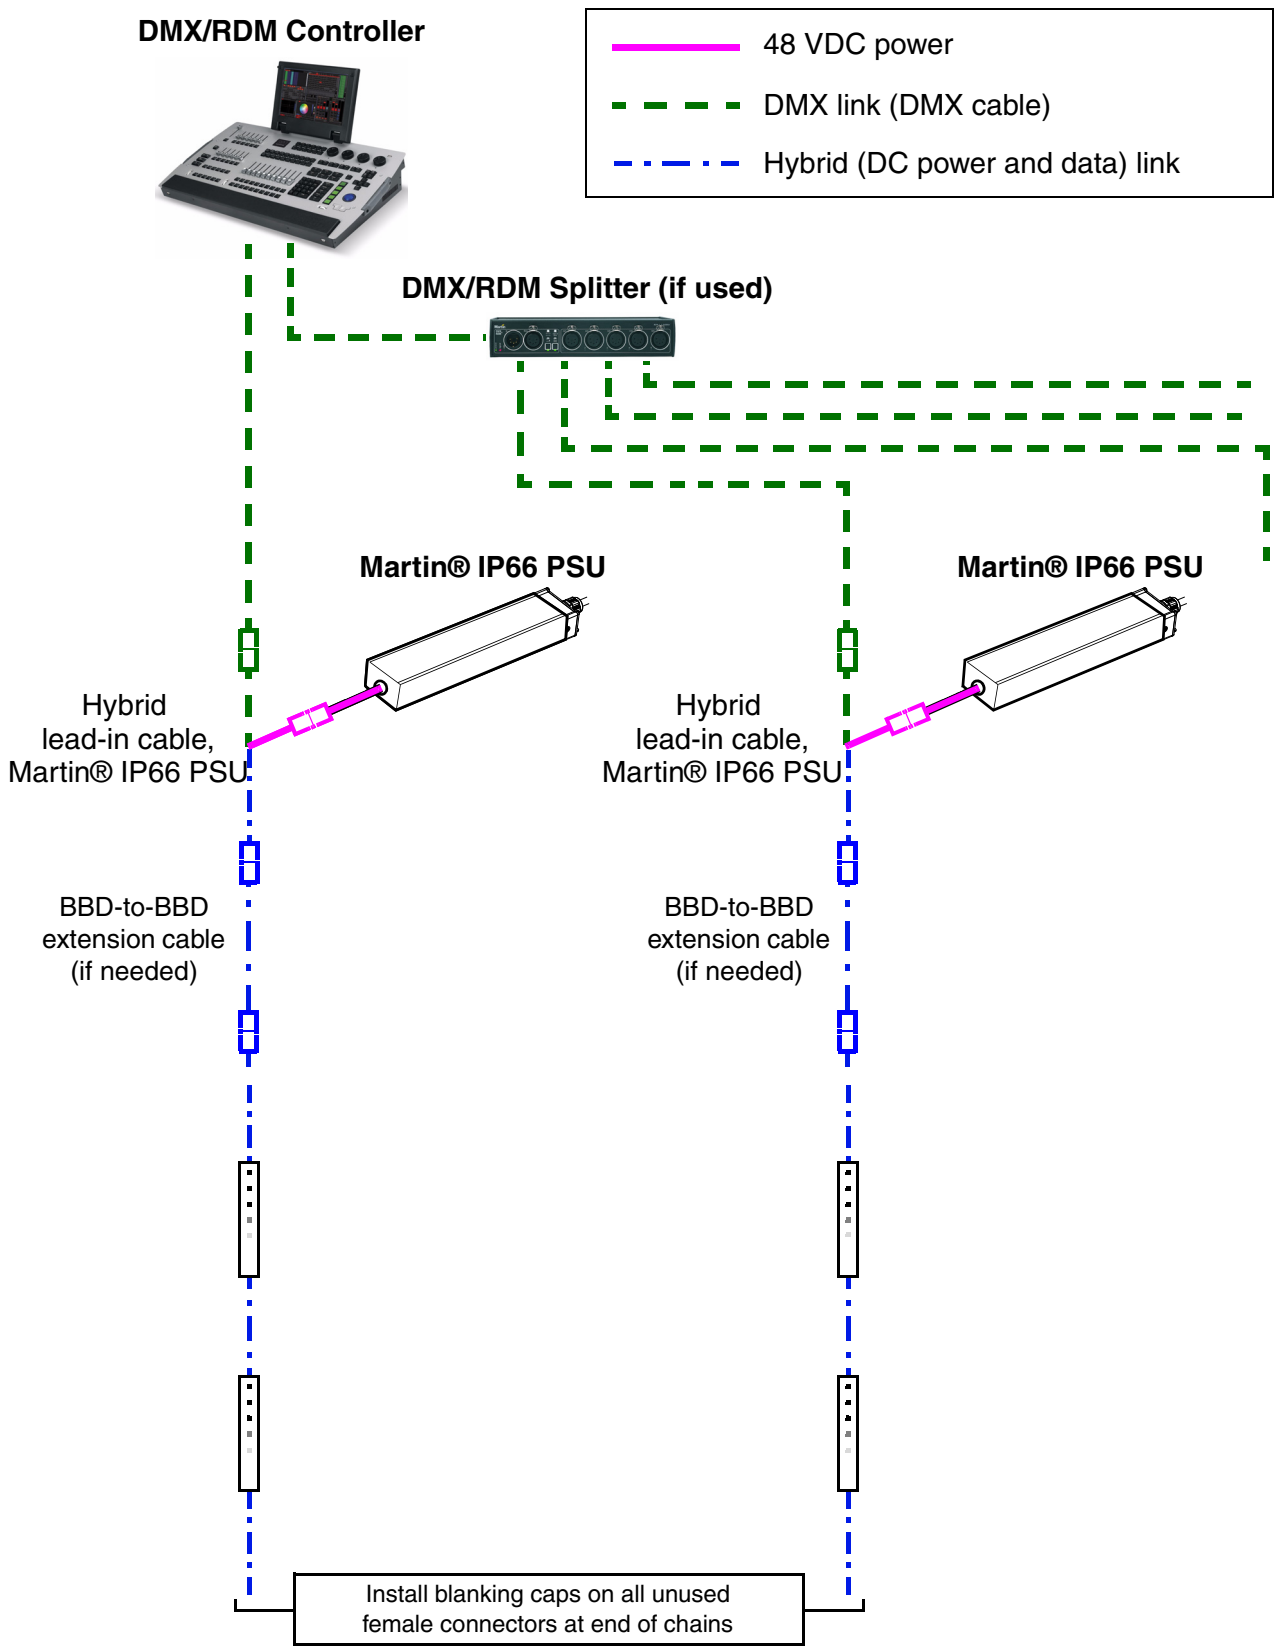 DMX/RDM Controller
48 VDC power
DMX link (DMX cable)
Hybrid (DC power and data) link
DMX/RDM Splitter (if used)
Martin® IP66 PSU
Martin® IP66 PSU
Hybrid
lead-in cable,
Martin® IP66 PSU
Hybrid
lead-in cable,
Martin® IP66 PSU
BBD-to-BBD
extension cable
(if needed)
BBD-to-BBD
extension cable
(if needed)
Install blanking caps on all unused
female connectors at end of chains